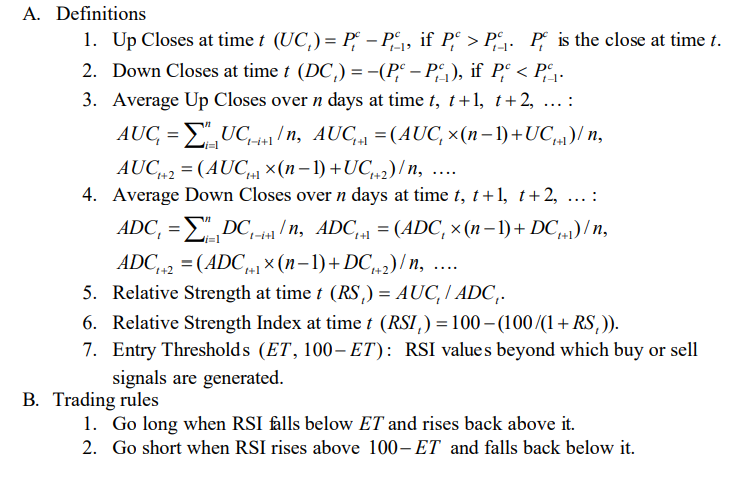 A. Definitions
1. Up Closes at time t (UC_t) = P_t^c − P_{t−1}^c, if P_t^c > P_{t−1}^c. P_t^c is the close at time t.
2. Down Closes at time t (DC_t) = −(P_t^c − P_{t−1}^c), if P_t^c < P_{t−1}^c.
3. Average Up Closes over n days at time t, t+1, t+2, … :
AUC_t = ∑_{i=1}^n UC_{t−i+1} / n, AUC_{t+1} = (AUC_t × (n−1) + UC_{t+1}) / n,
AUC_{t+2} = (AUC_{t+1} × (n−1) + UC_{t+2}) / n, ….
4. Average Down Closes over n days at time t, t+1, t+2, … :
ADC_t = ∑_{i=1}^n DC_{t−i+1} / n, ADC_{t+1} = (ADC_t × (n−1) + DC_{t+1}) / n,
ADC_{t+2} = (ADC_{t+1} × (n−1) + DC_{t+2}) / n, ….
5. Relative Strength at time t (RS_t) = AUC_t / ADC_t.
6. Relative Strength Index at time t (RSI_t) = 100 − (100 /(1 + RS_t)).
7. Entry Thresholds (ET, 100 − ET): RSI values beyond which buy or sell
signals are generated.
B. Trading rules
1. Go long when RSI falls below ET and rises back above it.
2. Go short when RSI rises above 100 − ET and falls back below it.